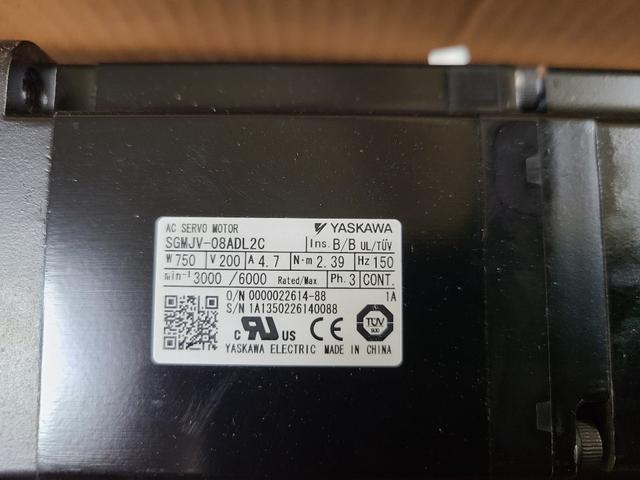 AC SERVO MOTOR YASKAWA
SGMJV-08ADL2C Ins. B/B UL/TÜV
W 750 V 200 A 4.7 N·m 2.39 Hz 150
min-1 3000 /6000 Rated/Max. Ph. 3 CONT.
O/N 0000022614-88 1A
S/N 1A1350226140088
C UL US CE TÜV
YASKAWA ELECTRIC MADE IN CHINA